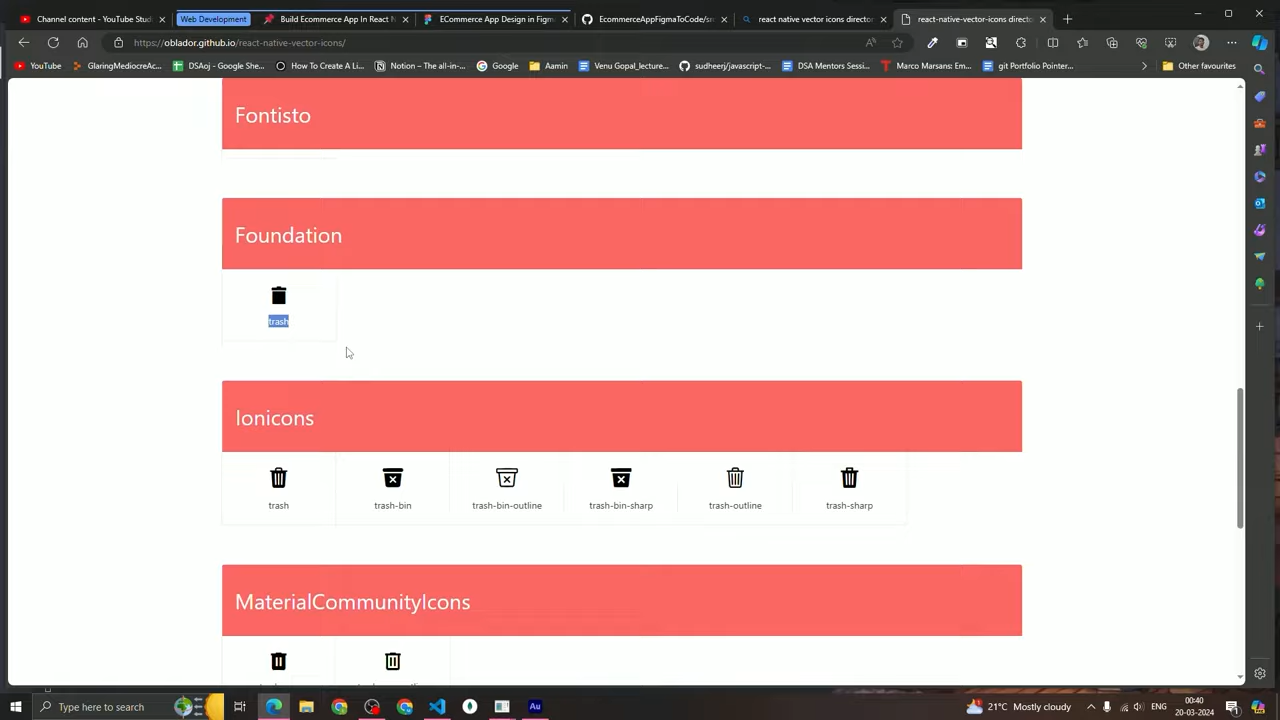 Channel content - YouTube Studi
Web Development
Build Ecommerce App In React N
ECommerce App Design in Figm
EcommerceAppFigmaToCode/sr
react native vector icons director
react-native-vector-icons directo
https://oblador.github.io/react-native-vector-icons/
YouTube
GlaringMediocreAc...
DSAoj - Google She...
How To Create A Li...
Notion – The all-in-...
Google
Aamin
Venu Gopal_lecture...
sudheerj/javascript-...
DSA Mentors Sessi...
Marco Marsans: Em...
git Portfolio Pointer...
Other favourites
Fontisto
Foundation
trash
Ionicons
trash
trash-bin
trash-bin-outline
trash-bin-sharp
trash-outline
trash-sharp
MaterialCommunityIcons
Type here to search
21°C Mostly cloudy
00:40
20-03-2024